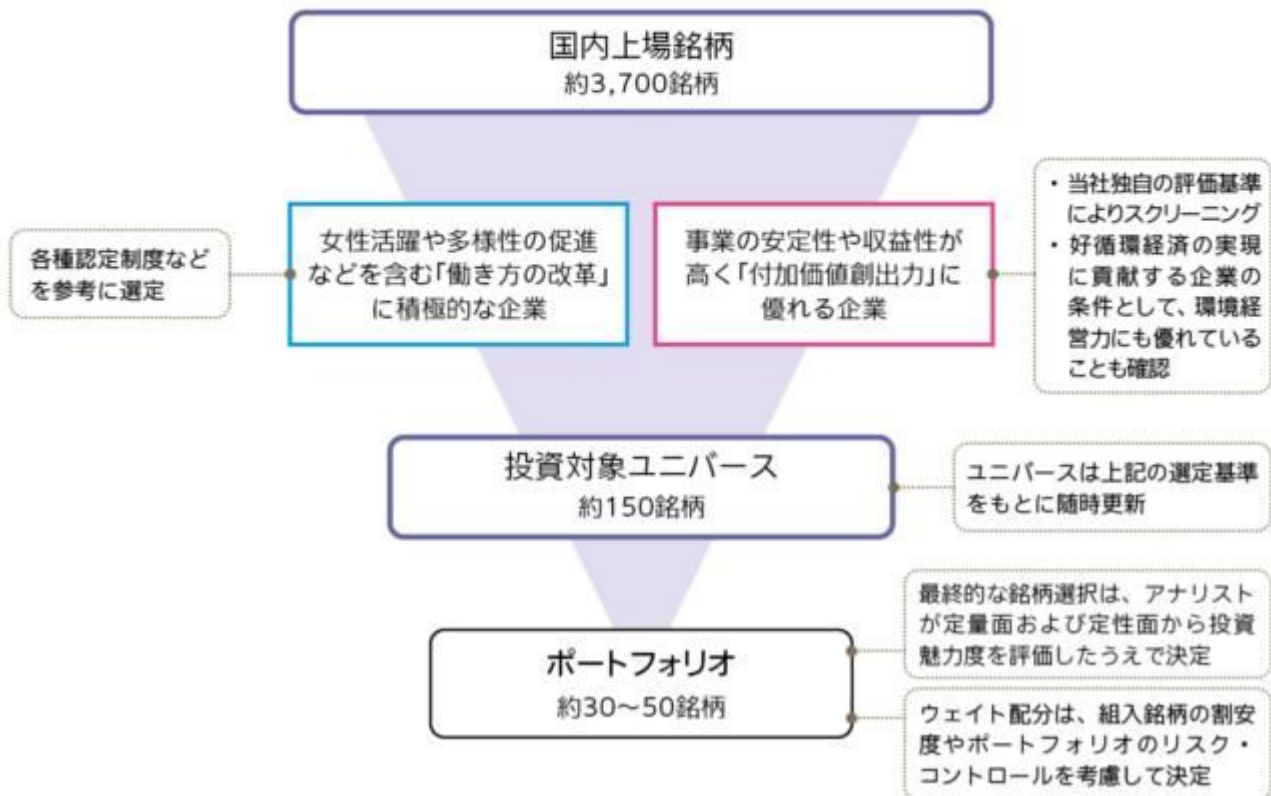 国内上場銘柄
約3,700銘柄
各種認定制度など
を参考に選定
女性活躍や多様性の促進
などを含む「働き方の改革」
に積極的な企業
事業の安定性や収益性が
高く「付加価値創出力」に
優れる企業
・当社独自の評価基準
によりスクリーニング
・好循環経済の実現
に貢献する企業の
条件として、環境経
営力にも優れている
ことも確認
投資対象ユニバース
約150銘柄
ユニバースは上記の選定基準
をもとに随時更新
ポートフォリオ
約30～50銘柄
最終的な銘柄選択は、アナリスト
が定量面および定性面から投資
魅力度を評価したうえで決定
ウェイト配分は、組入銘柄の割安
度やポートフォリオのリスク・
コントロールを考慮して決定